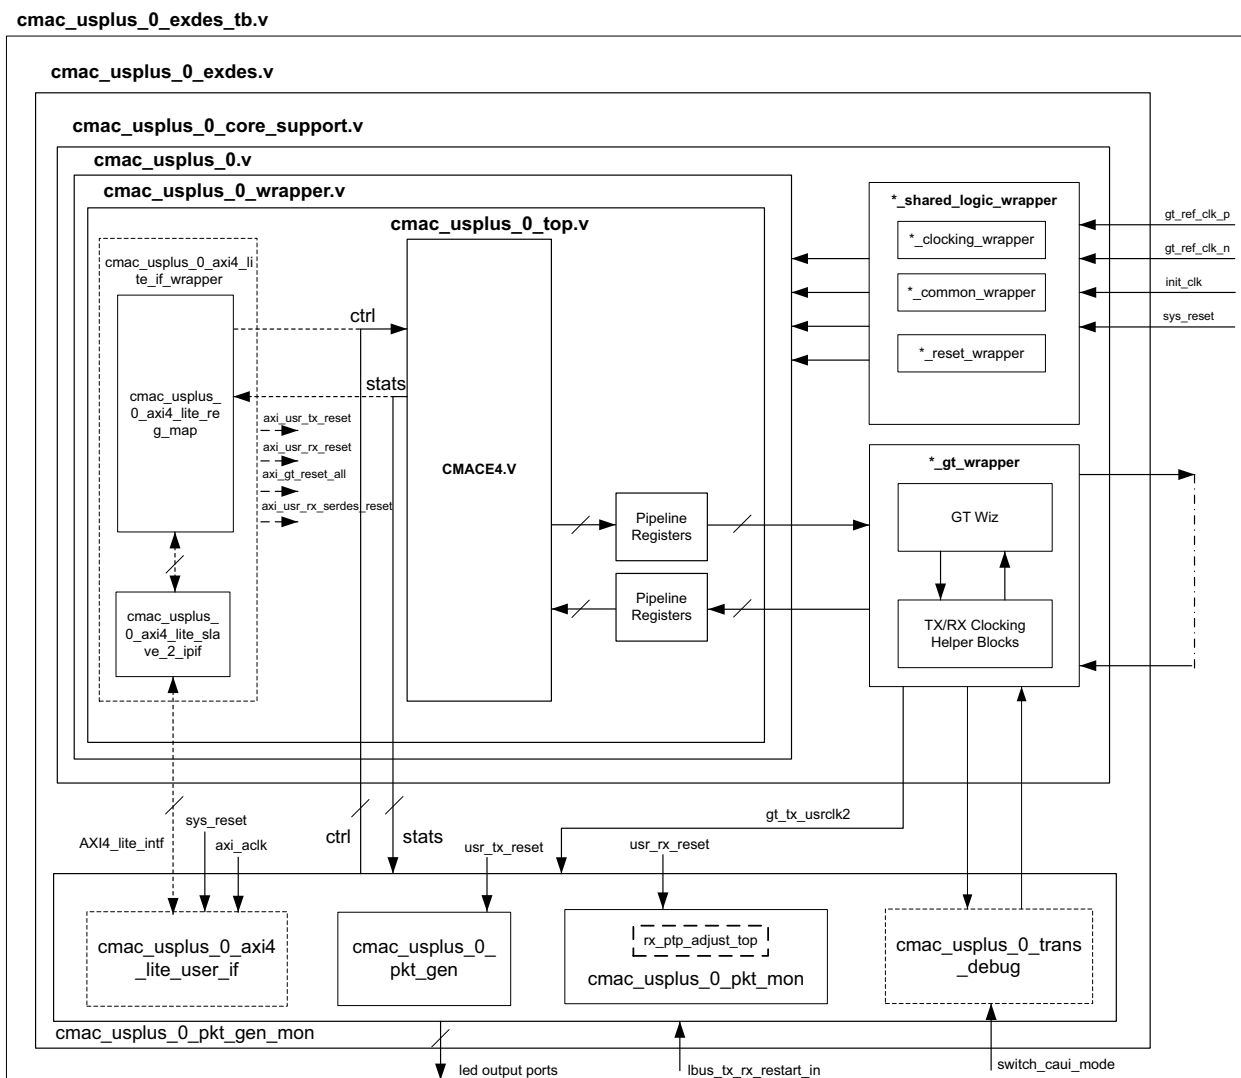 cmac_usplus_0_exdes_tb.v
cmac_usplus_0_exdes.v
cmac_usplus_0_core_support.v
cmac_usplus_0.v
cmac_usplus_0_wrapper.v
cmac_usplus_0_top.v
cmac_usplus_0_axi4_li
te_if_wrapper
cmac_usplus_
0_axi4_lite_re
g_map
cmac_usplus_
0_axi4_lite_sla
ve_2_ipif
ctrl
stats
axi_usr_tx_reset
axi_usr_rx_reset
axi_gt_reset_all
axi_usr_rx_serdes_reset
CMACE4.V
Pipeline
Registers
Pipeline
Registers
*_shared_logic_wrapper
*_clocking_wrapper
*_common_wrapper
*_reset_wrapper
gt_ref_clk_p
gt_ref_clk_n
init_clk
sys_reset
*_gt_wrapper
GT Wiz
TX/RX Clocking
Helper Blocks
AXI4_lite_intf
sys_reset
axi_aclk
ctrl
stats
usr_tx_reset
usr_rx_reset
gt_tx_usrclk2
cmac_usplus_0_axi4
_lite_user_if
cmac_usplus_0_
pkt_gen
rx_ptp_adjust_top
cmac_usplus_0_pkt_mon
cmac_usplus_0_trans
_debug
cmac_usplus_0_pkt_gen_mon
led output ports
lbus_tx_rx_restart_in
switch_caui_mode